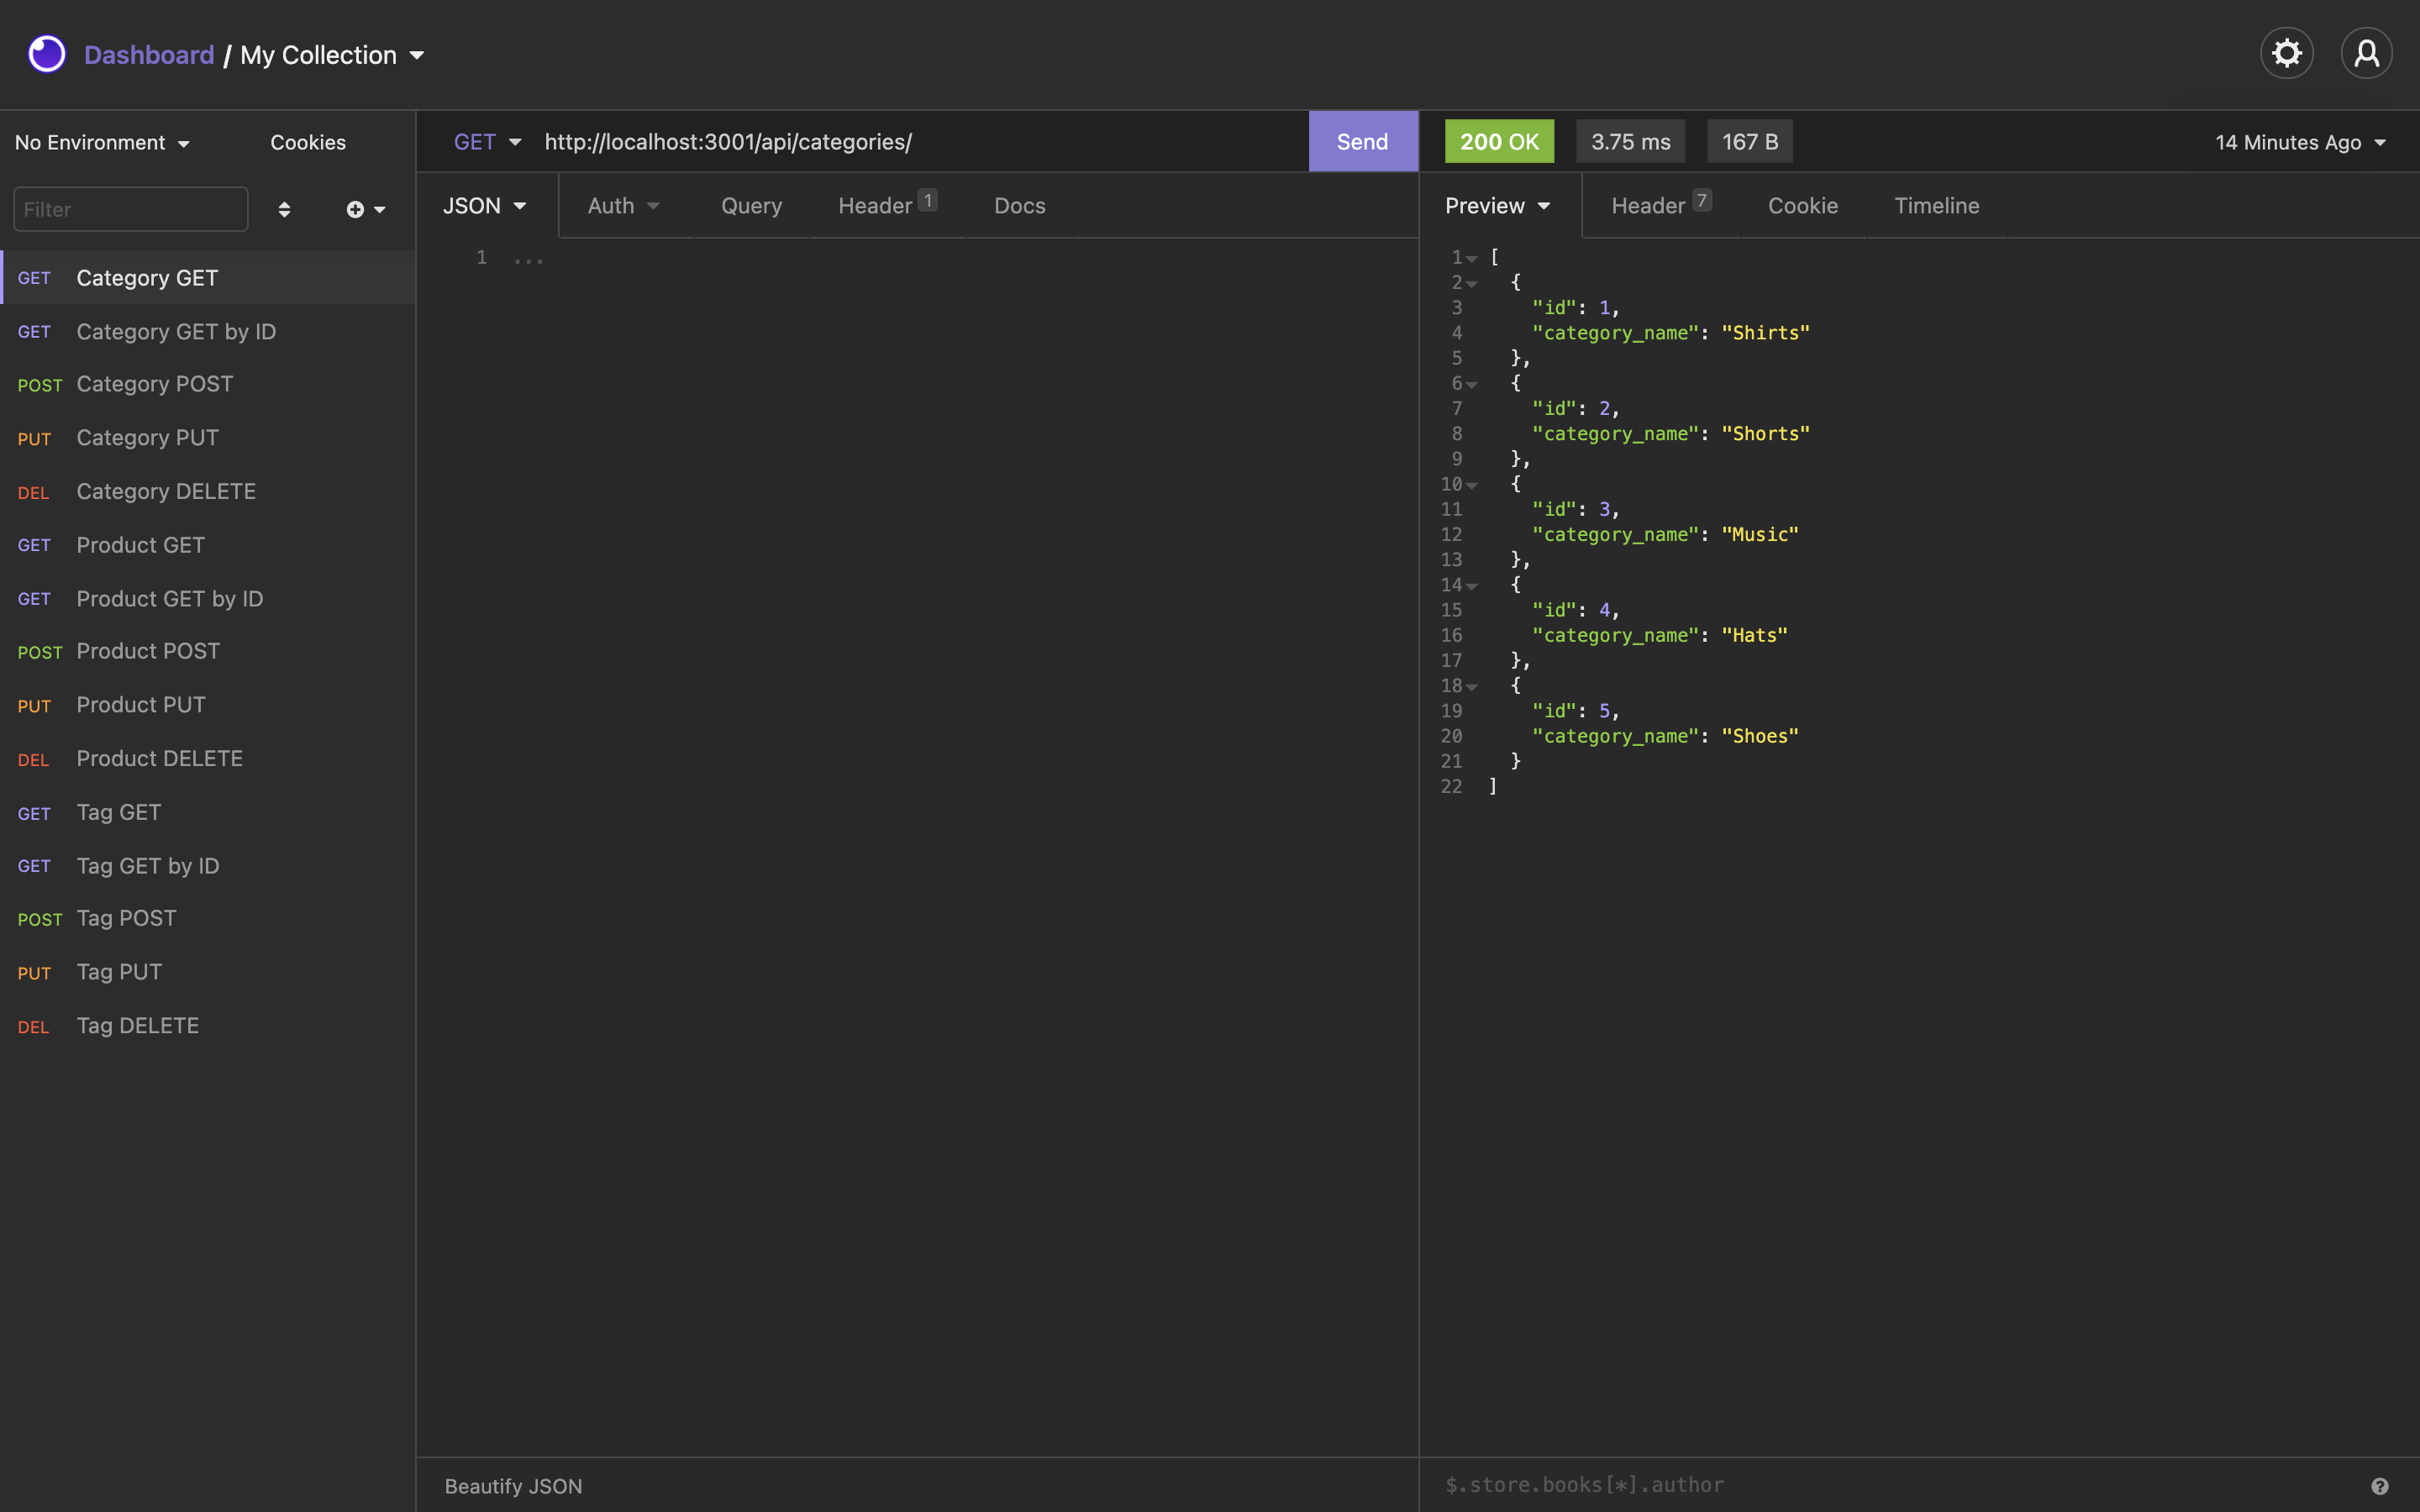 Dashboard / My Collection
No Environment
Cookies
Filter
GET Category GET
GET Category GET by ID
POST Category POST
PUT Category PUT
DEL Category DELETE
GET Product GET
GET Product GET by ID
POST Product POST
PUT Product PUT
DEL Product DELETE
GET Tag GET
GET Tag GET by ID
POST Tag POST
PUT Tag PUT
DEL Tag DELETE
GET http://localhost:3001/api/categories/ Send
JSON Auth Query Header 1 Docs
1 ...
Beautify JSON
200 OK 3.75 ms 167 B 14 Minutes Ago
Preview Header 7 Cookie Timeline
1 [
2 {
3 "id": 1,
4 "category_name": "Shirts"
5 },
6 {
7 "id": 2,
8 "category_name": "Shorts"
9 },
10 {
11 "id": 3,
12 "category_name": "Music"
13 },
14 {
15 "id": 4,
16 "category_name": "Hats"
17 },
18 {
19 "id": 5,
20 "category_name": "Shoes"
21 }
22 ]
$.store.books[*].author
?